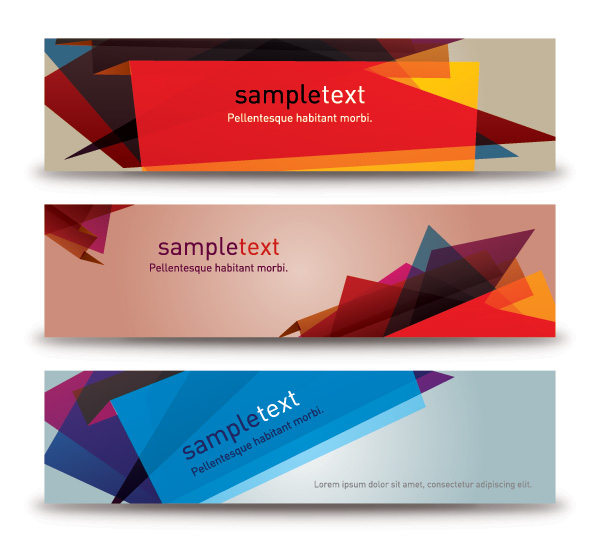 sampletext
Pellentesque habitant morbi.
sampletext
Pellentesque habitant morbi.
sampletext
Pellentesque habitant morbi.
Lorem ipsum dolor sit amet, consectetur adipiscing elit.